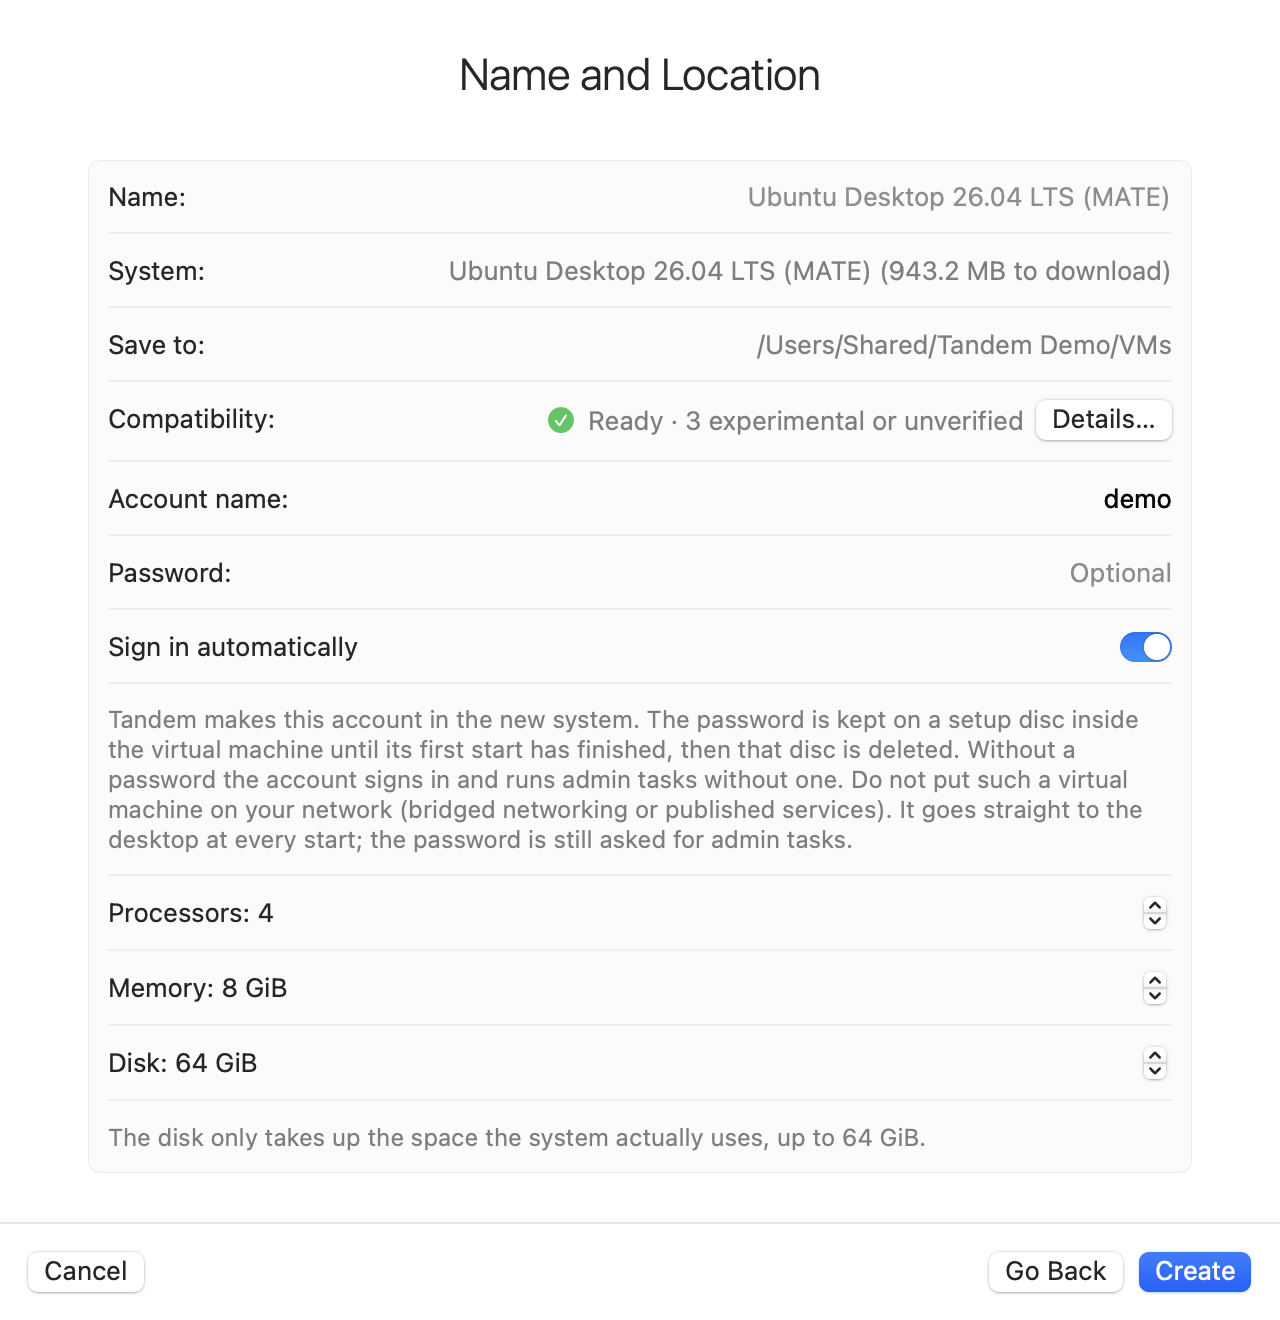 Name and Location
Name: Ubuntu Desktop 26.04 LTS (MATE)
System: Ubuntu Desktop 26.04 LTS (MATE) (943.2 MB to download)
Save to: /Users/Shared/Tandem Demo/VMs
Compatibility: Ready · 3 experimental or unverified Details...
Account name: demo
Password: Optional
Sign in automatically
Tandem makes this account in the new system. The password is kept on a setup disc inside
the virtual machine until its first start has finished, then that disc is deleted. Without a
password the account signs in and runs admin tasks without one. Do not put such a virtual
machine on your network (bridged networking or published services). It goes straight to the
desktop at every start; the password is still asked for admin tasks.
Processors: 4
Memory: 8 GiB
Disk: 64 GiB
The disk only takes up the space the system actually uses, up to 64 GiB.
Cancel Go Back Create